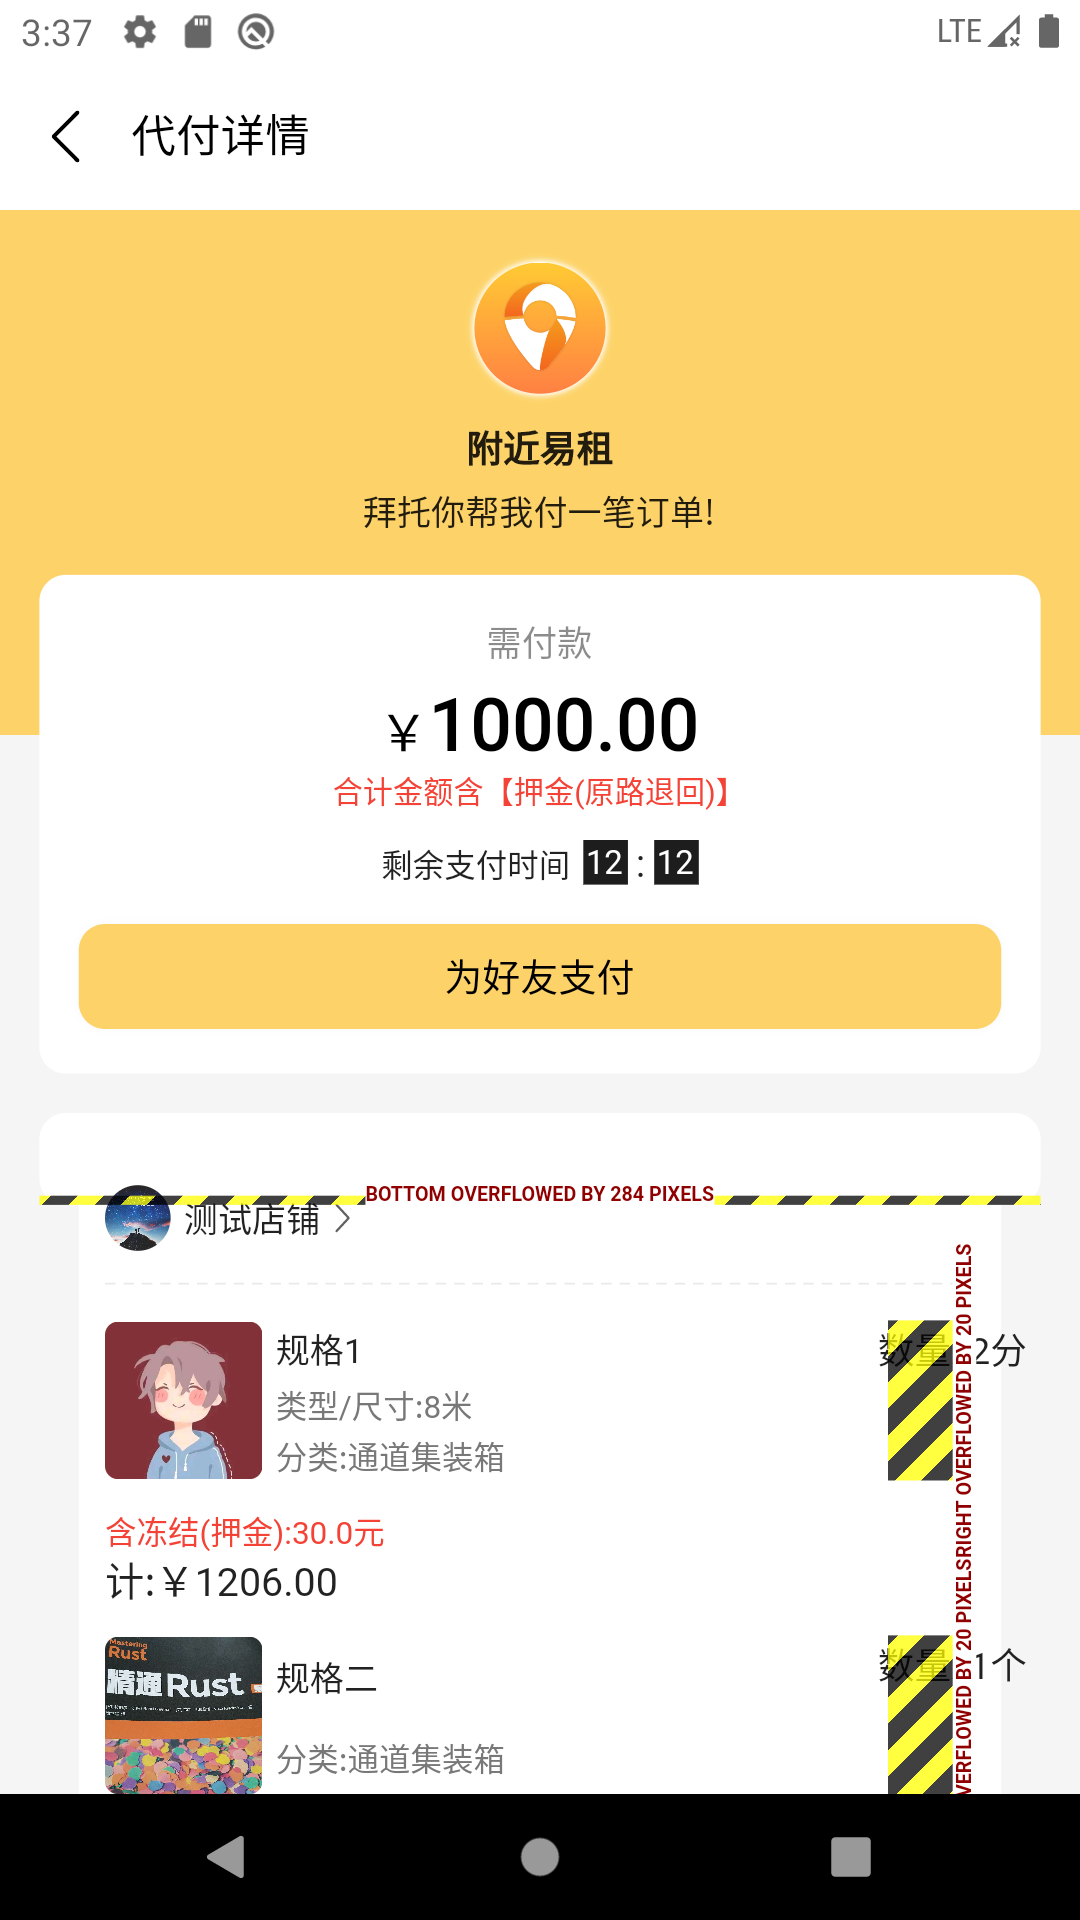 3:37
LTE
代付详情
附近易租
拜托你帮我付一笔订单!
需付款
￥1000.00
合计金额含【押金(原路退回)】
剩余支付时间 12 : 12
为好友支付
BOTTOM OVERFLOWED BY 284 PIXELS
测试店铺
规格1
数量 2分
类型/尺寸:8米
分类:通道集装箱
RIGHT OVERFLOWED BY 20 PIXELS
含冻结(押金):30.0元
计:￥1206.00
Mastering
Rust
精通Rust
规格二
数量 1个
分类:通道集装箱
VERFLOWED BY 20 PIXELS